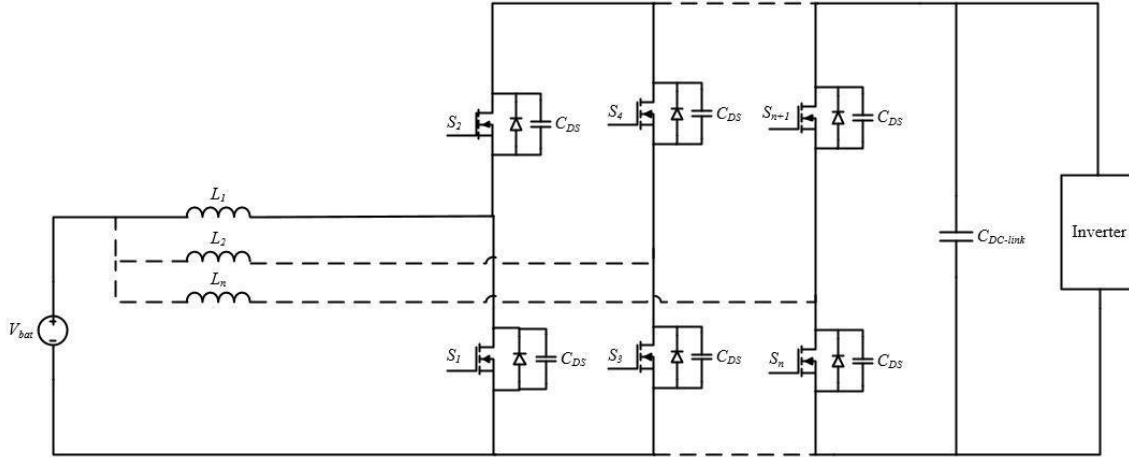 S2 CDS S4 CDS Sn+1 CDS
L1
L2
Ln
CDC-link
Inverter
Vbat
+
-
S1 CDS S3 CDS Sn CDS